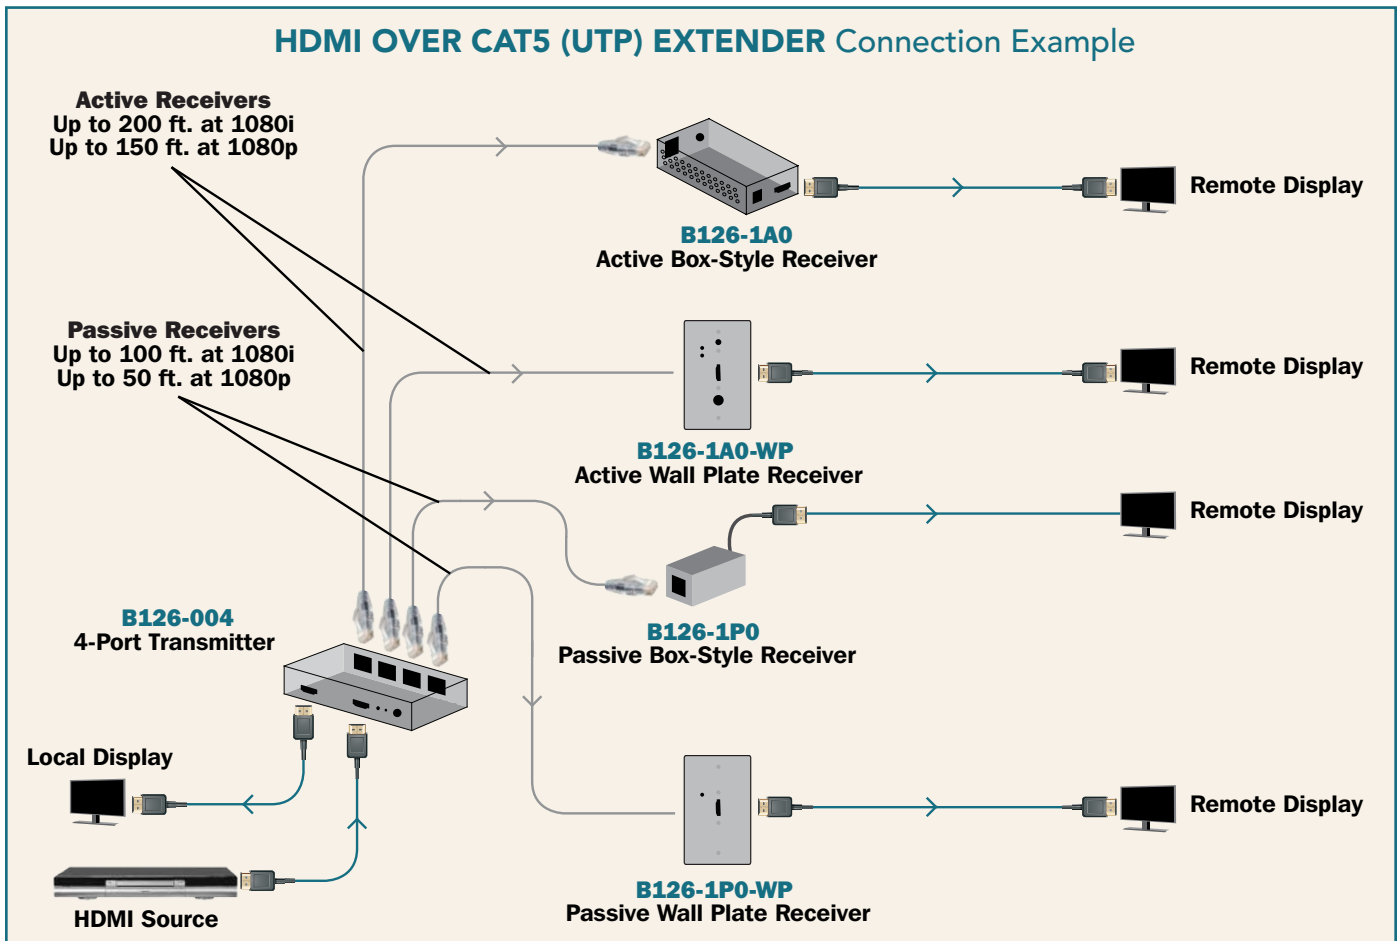 HDMI OVER CAT5 (UTP) EXTENDER Connection Example
Active Receivers
Up to 200 ft. at 1080i
Up to 150 ft. at 1080p
Remote Display
B126-1A0
Active Box-Style Receiver
Passive Receivers
Up to 100 ft. at 1080i
Up to 50 ft. at 1080p
Remote Display
B126-1A0-WP
Active Wall Plate Receiver
Remote Display
B126-004
4-Port Transmitter
B126-1P0
Passive Box-Style Receiver
Local Display
Remote Display
HDMI Source
B126-1P0-WP
Passive Wall Plate Receiver